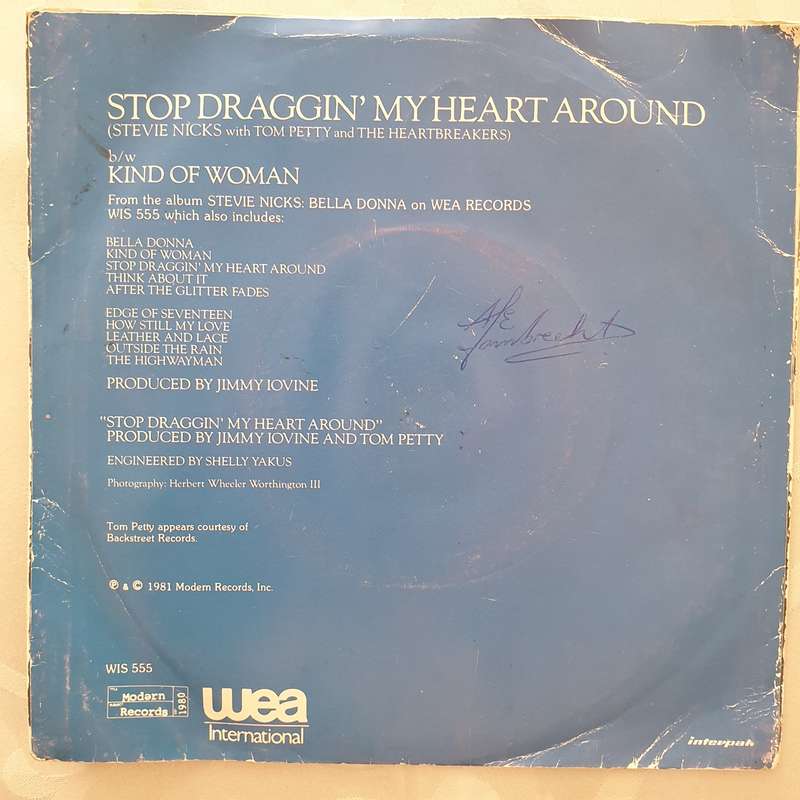 STOP DRAGGIN' MY HEART AROUND
(STEVIE NICKS with TOM PETTY and THE HEARTBREAKERS)
b/w
KIND OF WOMAN
From the album STEVIE NICKS: BELLA DONNA on WEA RECORDS
WIS 555 which also includes:
BELLA DONNA
KIND OF WOMAN
STOP DRAGGIN' MY HEART AROUND
THINK ABOUT IT
AFTER THE GLITTER FADES
EDGE OF SEVENTEEN
HOW STILL MY LOVE
LEATHER AND LACE
OUTSIDE THE RAIN
THE HIGHWAYMAN
PRODUCED BY JIMMY IOVINE
"STOP DRAGGIN' MY HEART AROUND"
PRODUCED BY JIMMY IOVINE AND TOM PETTY
ENGINEERED BY SHELLY YAKUS
Photography: Herbert Wheeler Worthington III
Tom Petty appears courtesy of
Backstreet Records.
℗ & © 1981 Modern Records, Inc.
WIS 555
Modern
Records
1980
wea
International
interpak